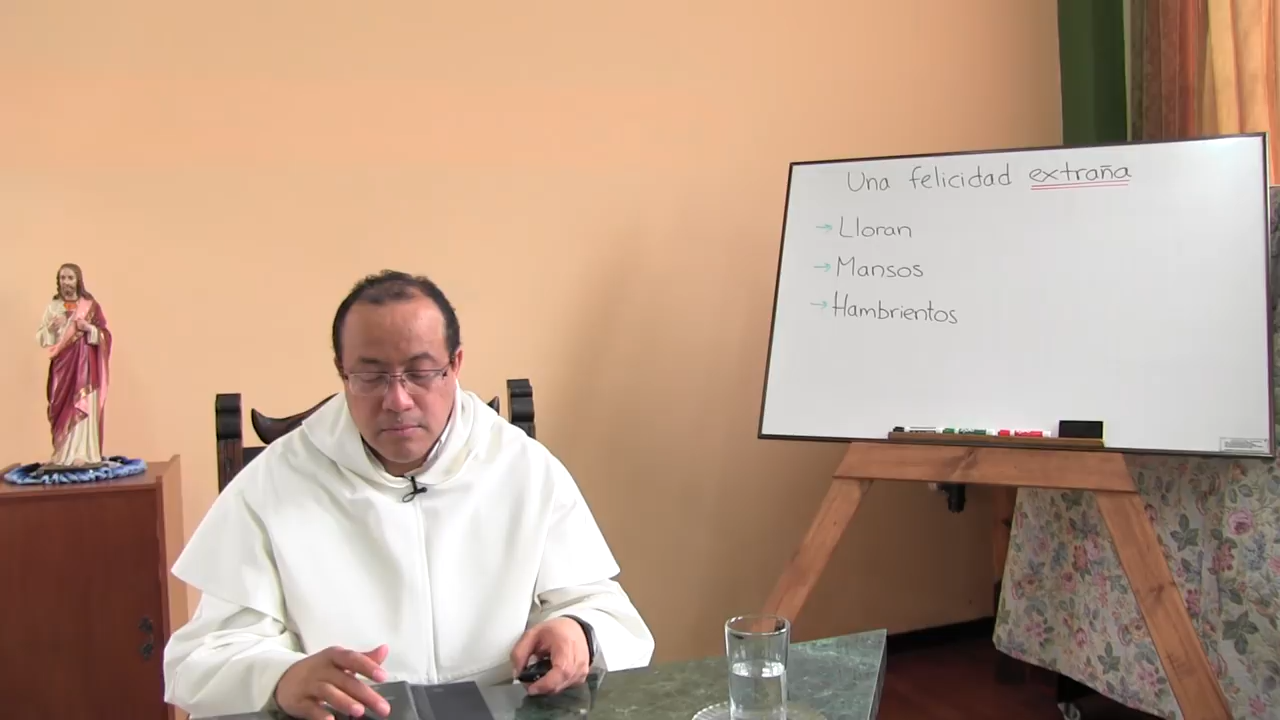 Una felicidad extraña
→ Lloran
→ Mansos
→ Hambrientos